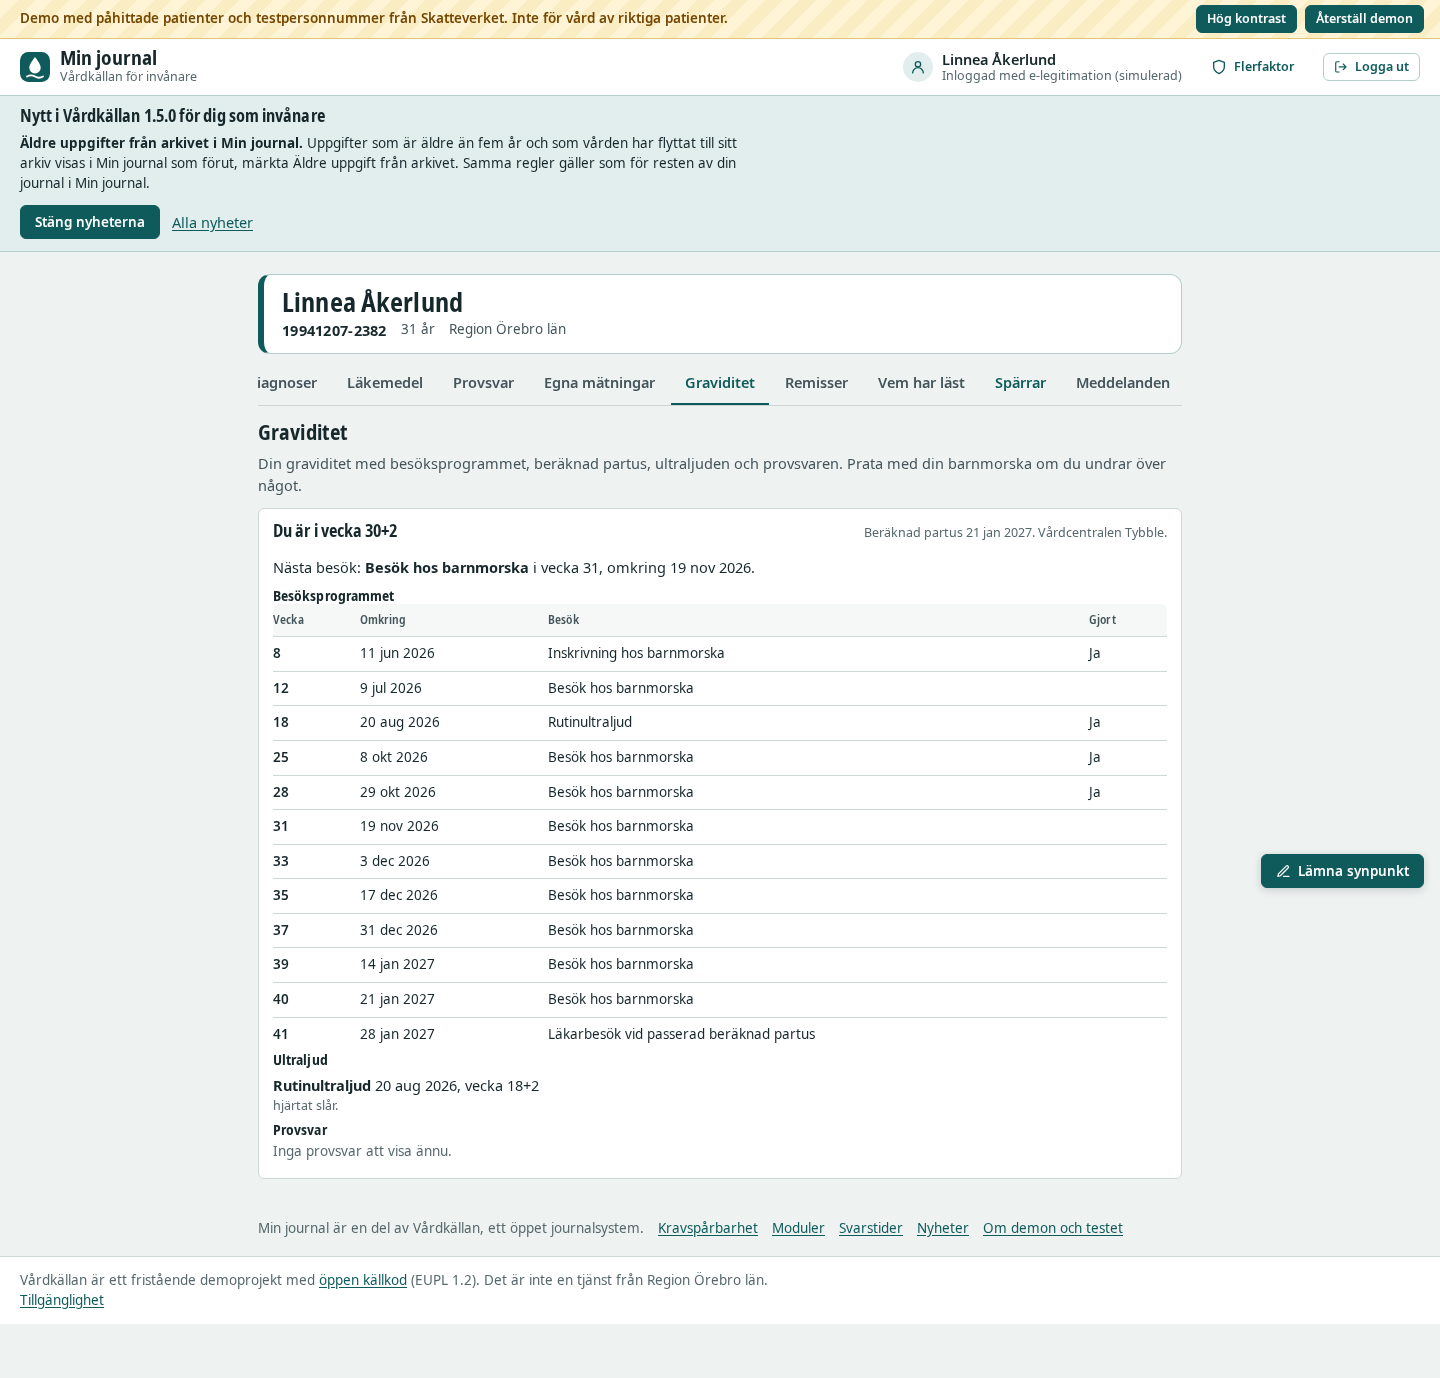 Demo med påhittade patienter och testpersonnummer från Skatteverket. Inte för vård av riktiga patienter.
Hög kontrast
Återställ demon
Min journal
Vårdkällan för invånare
Linnea Åkerlund
Inloggad med e-legitimation (simulerad)
Flerfaktor
Logga ut
Nytt i Vårdkällan 1.5.0 för dig som invånare
Äldre uppgifter från arkivet i Min journal. Uppgifter som är äldre än fem år och som vården har flyttat till sitt
arkiv visas i Min journal som förut, märkta Äldre uppgift från arkivet. Samma regler gäller som för resten av din
journal i Min journal.
Stäng nyheterna
Alla nyheter
Linnea Åkerlund
19941207-2382 31 år Region Örebro län
iagnoser Läkemedel Provsvar Egna mätningar Graviditet Remisser Vem har läst Spärrar Meddelanden
Graviditet
Din graviditet med besöksprogrammet, beräknad partus, ultraljuden och provsvaren. Prata med din barnmorska om du undrar över
något.
Du är i vecka 30+2
Beräknad partus 21 jan 2027. Vårdcentralen Tybble.
Nästa besök: Besök hos barnmorska i vecka 31, omkring 19 nov 2026.
Besöksprogrammet
Vecka Omkring Besök Gjort
8 11 jun 2026 Inskrivning hos barnmorska Ja
12 9 jul 2026 Besök hos barnmorska
18 20 aug 2026 Rutinultraljud Ja
25 8 okt 2026 Besök hos barnmorska Ja
28 29 okt 2026 Besök hos barnmorska Ja
31 19 nov 2026 Besök hos barnmorska
33 3 dec 2026 Besök hos barnmorska
35 17 dec 2026 Besök hos barnmorska
37 31 dec 2026 Besök hos barnmorska
39 14 jan 2027 Besök hos barnmorska
40 21 jan 2027 Besök hos barnmorska
41 28 jan 2027 Läkarbesök vid passerad beräknad partus
Lämna synpunkt
Ultraljud
Rutinultraljud 20 aug 2026, vecka 18+2
hjärtat slår.
Provsvar
Inga provsvar att visa ännu.
Min journal är en del av Vårdkällan, ett öppet journalsystem. Kravspårbarhet Moduler Svarstider Nyheter Om demon och testet
Vårdkällan är ett fristående demoprojekt med öppen källkod (EUPL 1.2). Det är inte en tjänst från Region Örebro län.
Tillgänglighet